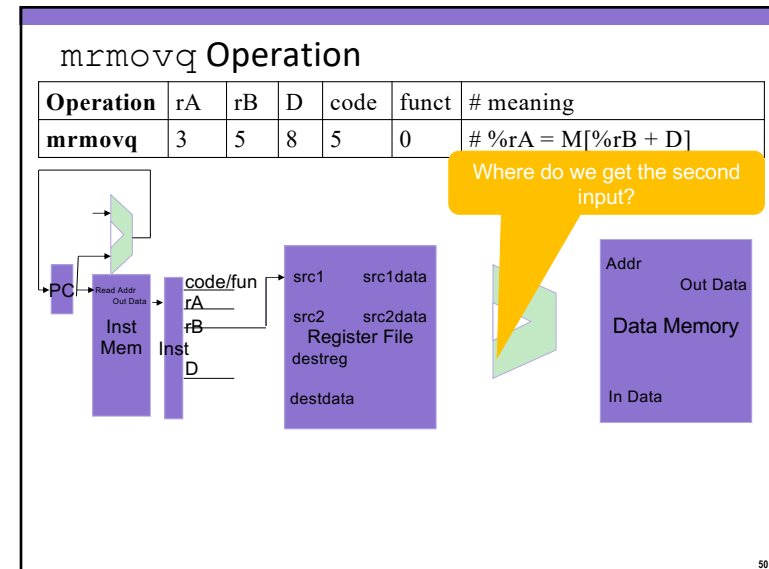 mrmovq Operation
Operation rA rB D code funct # meaning
mrmovq 3 5 8 5 0 # %rA = M[%rB + D]
Where do we get the second
input?
PC
Read Addr
Out Data
Inst
Mem
Inst
code/fun
rA
rB
D
src1 src1data
src2 src2data
Register File
destreg
destdata
Addr
Out Data
Data Memory
In Data
50